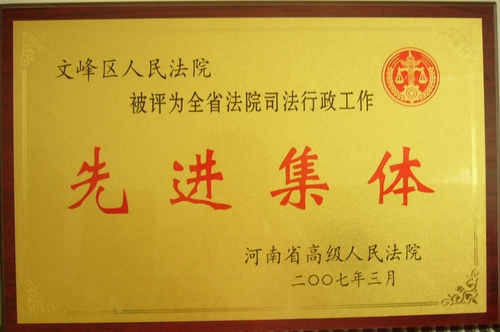 文峰区人民法院
被评为全省法院司法行政工作
先进集体
河南省高级人民法院
二〇〇七年三月